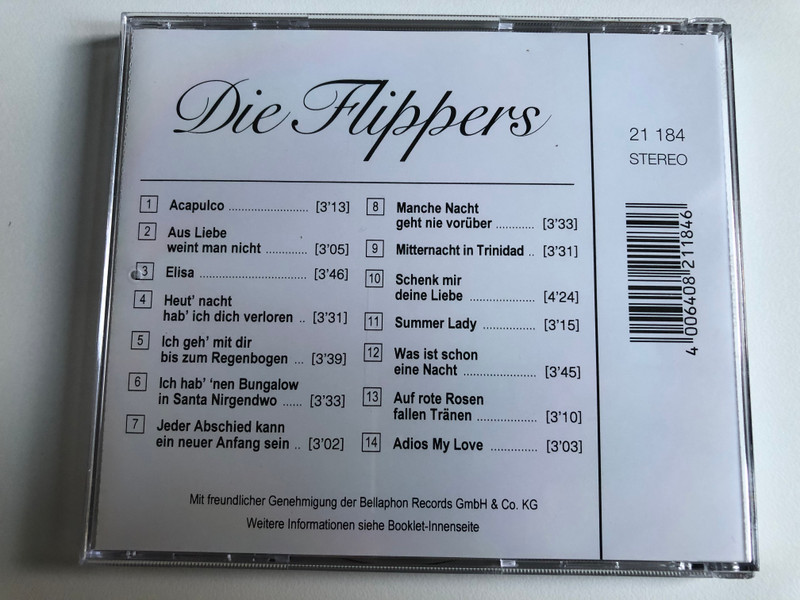 Die Flippers
1 Acapulco ........................ [3'13]
2 Aus Liebe
weint man nicht ............. [3'05]
3 Elisa ................................ [3'46]
4 Heut' nacht
hab' ich dich verloren .. [3'31]
5 Ich geh' mit dir
bis zum Regenbogen ... [3'39]
6 Ich hab' 'nen Bungalow
in Santa Nirgendwo ...... [3'33]
7 Jeder Abschied kann
ein neuer Anfang sein .. [3'02]
8 Manche Nacht
geht nie vorüber ............ [3'33]
9 Mitternacht in Trinidad .. [3'31]
10 Schenk mir
deine Liebe .................... [4'24]
11 Summer Lady ................ [3'15]
12 Was ist schon
eine Nacht ...................... [3'45]
13 Auf rote Rosen
fallen Tränen .................. [3'10]
14 Adios My Love .............. [3'03]
Mit freundlicher Genehmigung der Bellaphon Records GmbH & Co. KG
Weitere Informationen siehe Booklet-Innenseite
21 184
STEREO
4 006408 211846